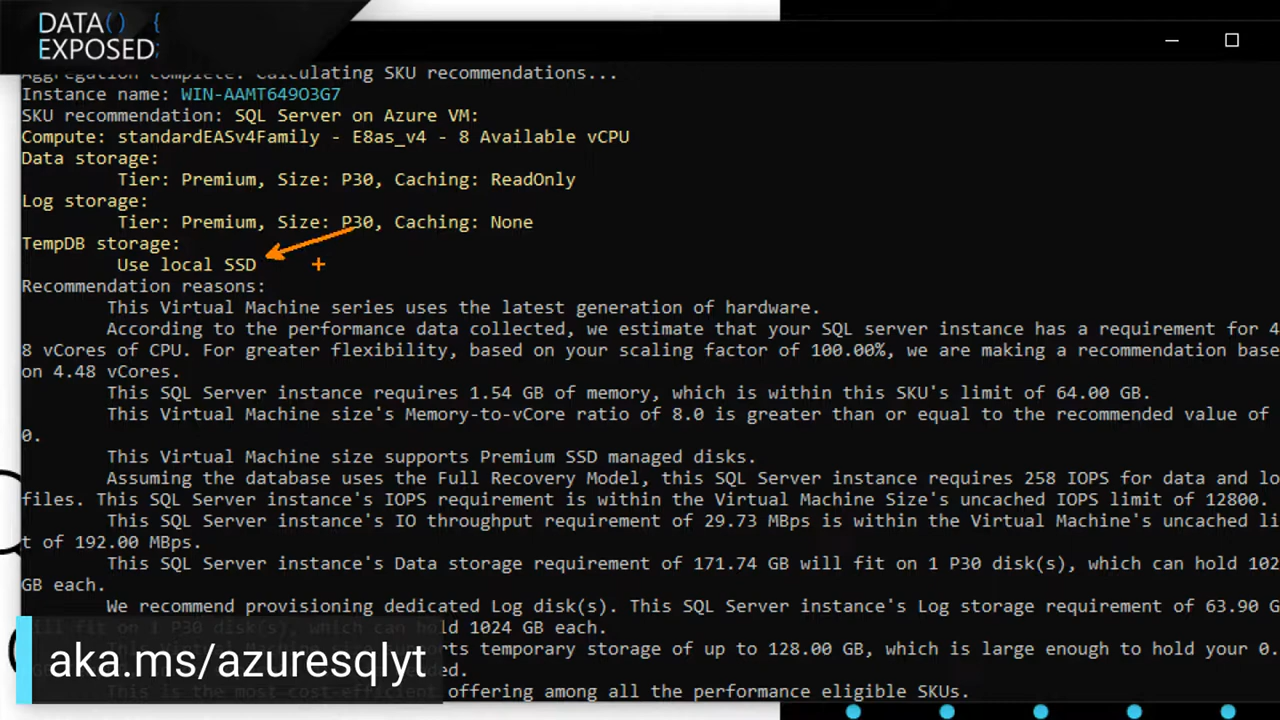 DATA() {
EXPOSED;
Aggregation complete. Calculating SKU recommendations...
Instance name: WIN-AAMT649O3G7
SKU recommendation: SQL Server on Azure VM:
Compute: standardEASv4Family - E8as_v4 - 8 Available vCPU
Data storage:
Tier: Premium, Size: P30, Caching: ReadOnly
Log storage:
Tier: Premium, Size: P30, Caching: None
TempDB storage:
Use local SSD
Recommendation reasons:
This Virtual Machine series uses the latest generation of hardware.
According to the performance data collected, we estimate that your SQL server instance has a requirement for 4
8 vCores of CPU. For greater flexibility, based on your scaling factor of 100.00%, we are making a recommendation base
on 4.48 vCores.
This SQL Server instance requires 1.54 GB of memory, which is within this SKU's limit of 64.00 GB.
This Virtual Machine size's Memory-to-vCore ratio of 8.0 is greater than or equal to the recommended value of
0.
This Virtual Machine size supports Premium SSD managed disks.
Assuming the database uses the Full Recovery Model, this SQL Server instance requires 258 IOPS for data and lo
files. This SQL Server instance's IOPS requirement is within the Virtual Machine Size's uncached IOPS limit of 12800.
This SQL Server instance's IO throughput requirement of 29.73 MBps is within the Virtual Machine's uncached li
t of 192.00 MBps.
This SQL Server instance's Data storage requirement of 171.74 GB will fit on 1 P30 disk(s), which can hold 102
GB each.
We recommend provisioning dedicated Log disk(s). This SQL Server instance's Log storage requirement of 63.90 G
will fit on 1 P30 disk(s), which can hold 1024 GB each.
ts temporary storage of up to 128.00 GB, which is large enough to hold your 0.
ed.
This is the most cost-efficient offering among all the performance eligible SKUs.
aka.ms/azuresqlyt